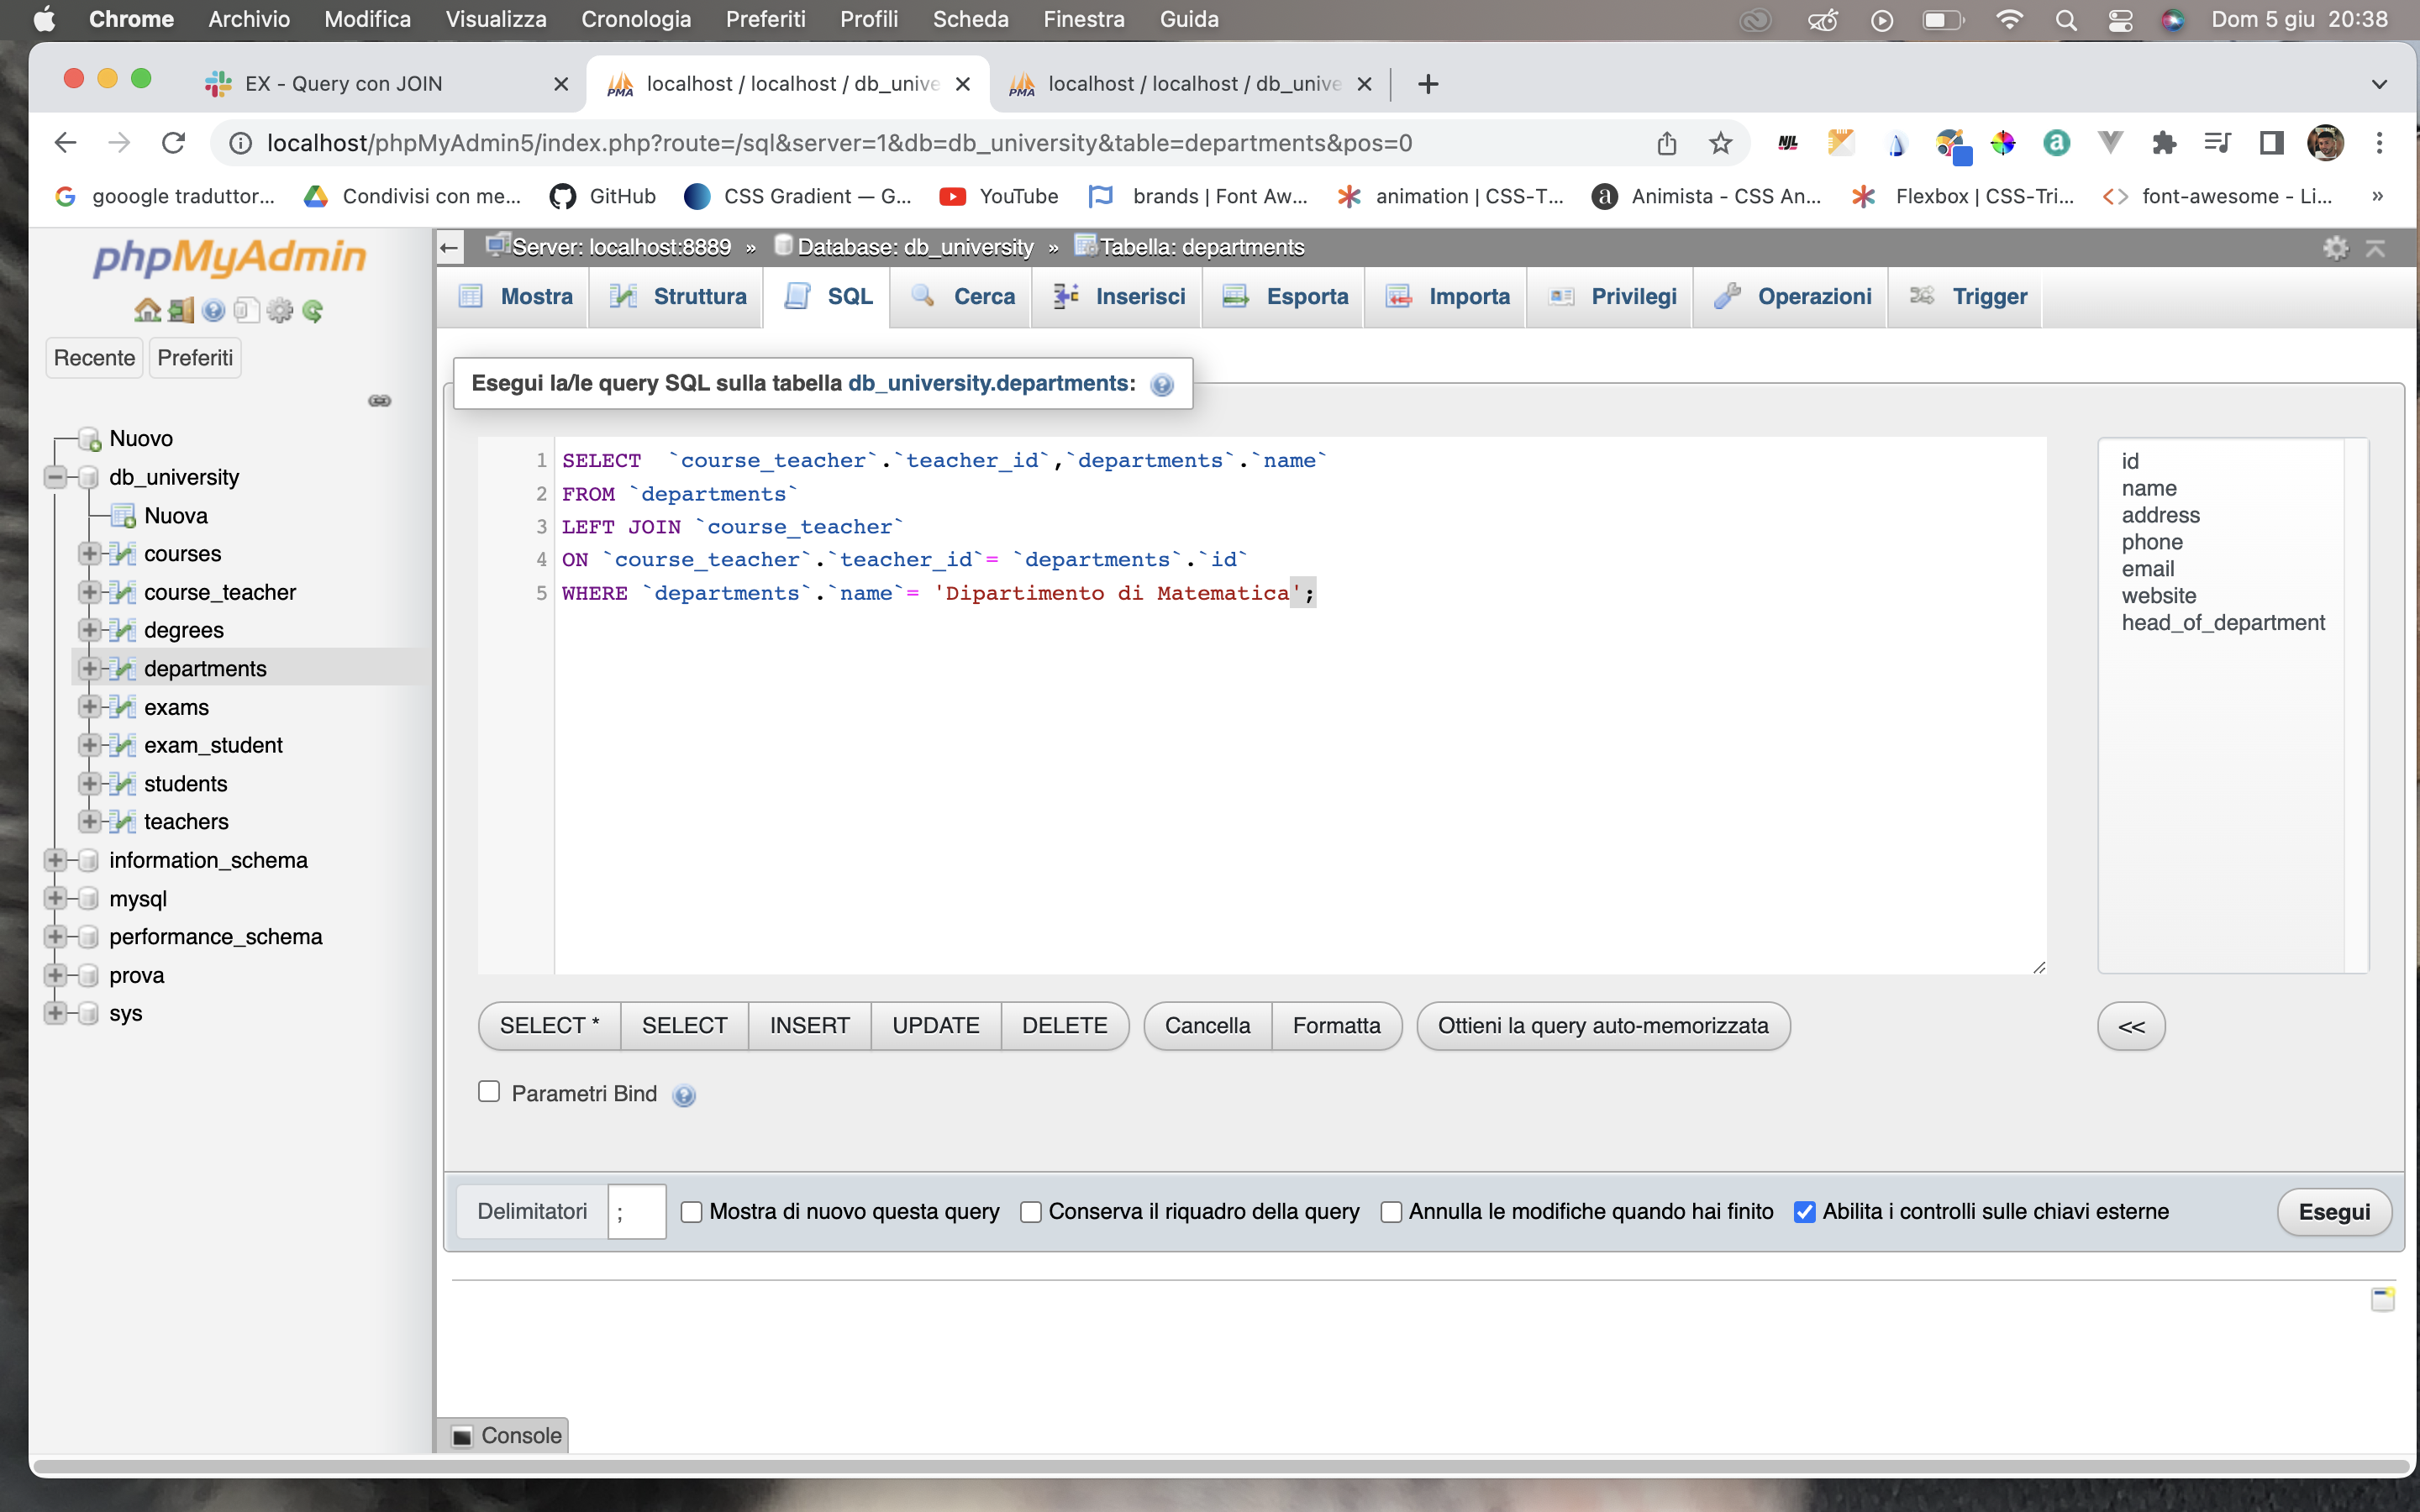 Chrome Archivio Modifica Visualizza Cronologia Preferiti Profili Scheda Finestra Guida Dom 5 giu 20:38
EX - Query con JOIN localhost / localhost / db_unive localhost / localhost / db_unive
localhost/phpMyAdmin5/index.php?route=/sql&server=1&db=db_university&table=departments&pos=0
gooogle traduttor... Condivisi con me... GitHub CSS Gradient — G... YouTube brands | Font Aw... animation | CSS-T... Animista - CSS An... Flexbox | CSS-Tri... font-awesome - Li... »
phpMyAdmin
Recente Preferiti
Nuovo
db_university
Nuova
courses
course_teacher
degrees
departments
exams
exam_student
students
teachers
information_schema
mysql
performance_schema
prova
sys
Server: localhost:8889 » Database: db_university » Tabella: departments
Mostra Struttura SQL Cerca Inserisci Esporta Importa Privilegi Operazioni Trigger
Esegui la/le query SQL sulla tabella db_university.departments:
1 SELECT  `course_teacher`.`teacher_id`,`departments`.`name`
2 FROM `departments`
3 LEFT JOIN `course_teacher`
4 ON `course_teacher`.`teacher_id`= `departments`.`id`
5 WHERE `departments`.`name`= 'Dipartimento di Matematica';
id
name
address
phone
email
website
head_of_department
SELECT * SELECT INSERT UPDATE DELETE Cancella Formatta Ottieni la query auto-memorizzata <<
Parametri Bind
Delimitatori ; Mostra di nuovo questa query Conserva il riquadro della query Annulla le modifiche quando hai finito Abilita i controlli sulle chiavi esterne Esegui
Console